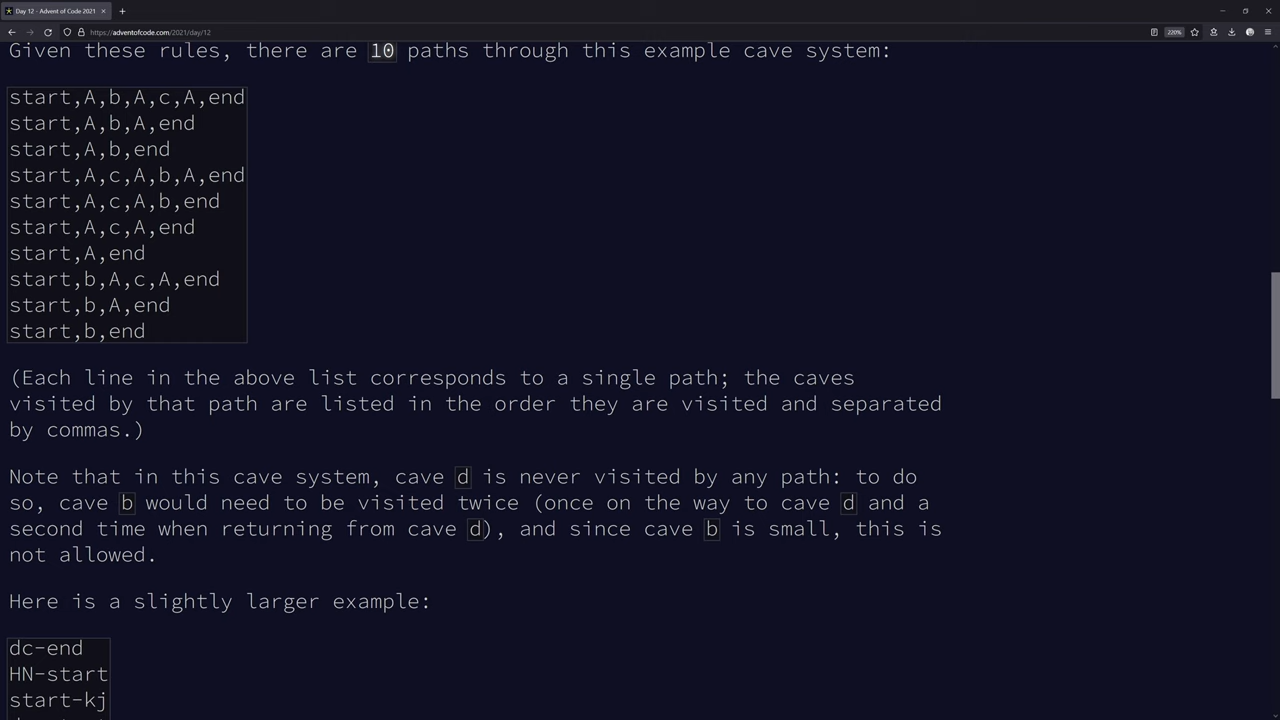 Day 12 - Advent of Code 2021
https://adventofcode.com/2021/day/12
220%
Given these rules, there are 10 paths through this example cave system:
start,A,b,A,c,A,end
start,A,b,A,end
start,A,b,end
start,A,c,A,b,A,end
start,A,c,A,b,end
start,A,c,A,end
start,A,end
start,b,A,c,A,end
start,b,A,end
start,b,end
(Each line in the above list corresponds to a single path; the caves
visited by that path are listed in the order they are visited and separated
by commas.)
Note that in this cave system, cave d is never visited by any path: to do
so, cave b would need to be visited twice (once on the way to cave d and a
second time when returning from cave d), and since cave b is small, this is
not allowed.
Here is a slightly larger example:
dc-end
HN-start
start-kj